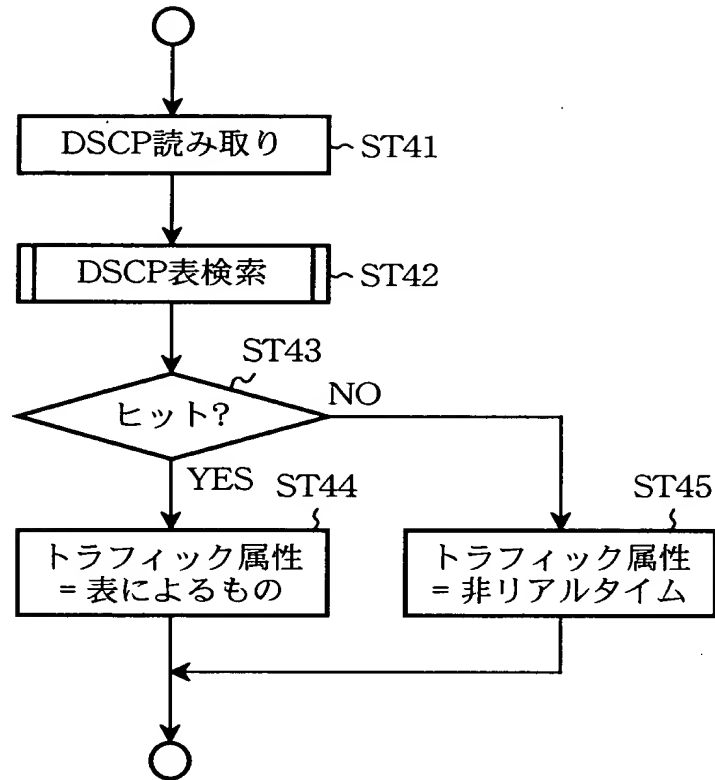 DSCP読み取り
ST41
DSCP表検索
ST42
ST43
ヒット?
NO
YES
ST44
トラフィック属性
= 表によるもの
ST45
トラフィック属性
= 非リアルタイム